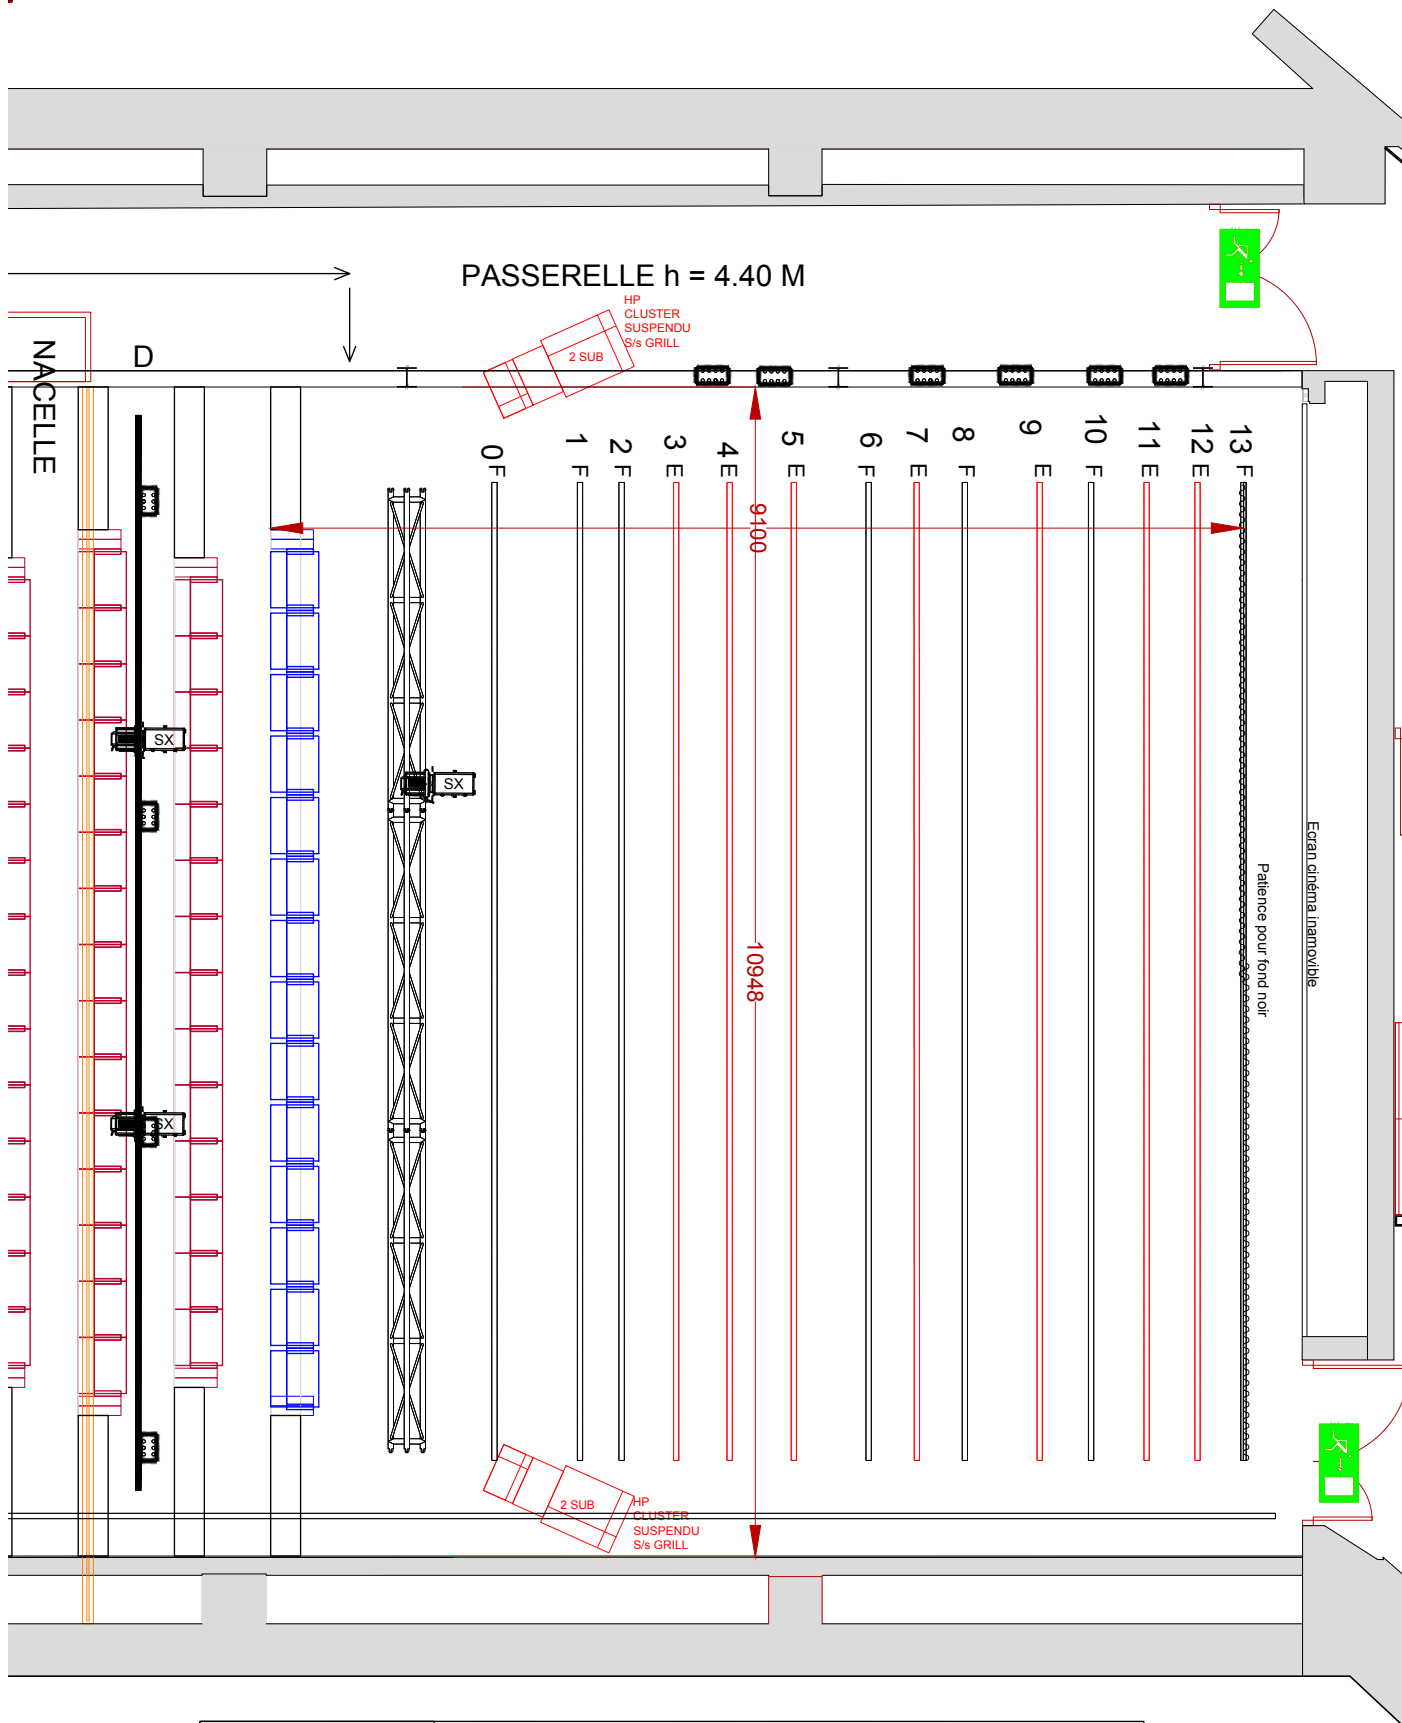 PASSERELLE h = 4.40 M
HP
CLUSTER
SUSPENDU
S/s GRILL
2 SUB
NACELLE
D
0 F
1 F
2 F
3 E
4 E
5 E
6 F
7 E
8 F
9 E
10 F
11 E
12 E
13 F
9100
SX
SX
SX
10948
Ecran cinéma inamovible
Patience pour fond noir
2 SUB
HP
CLUSTER
SUSPENDU
S/s GRILL